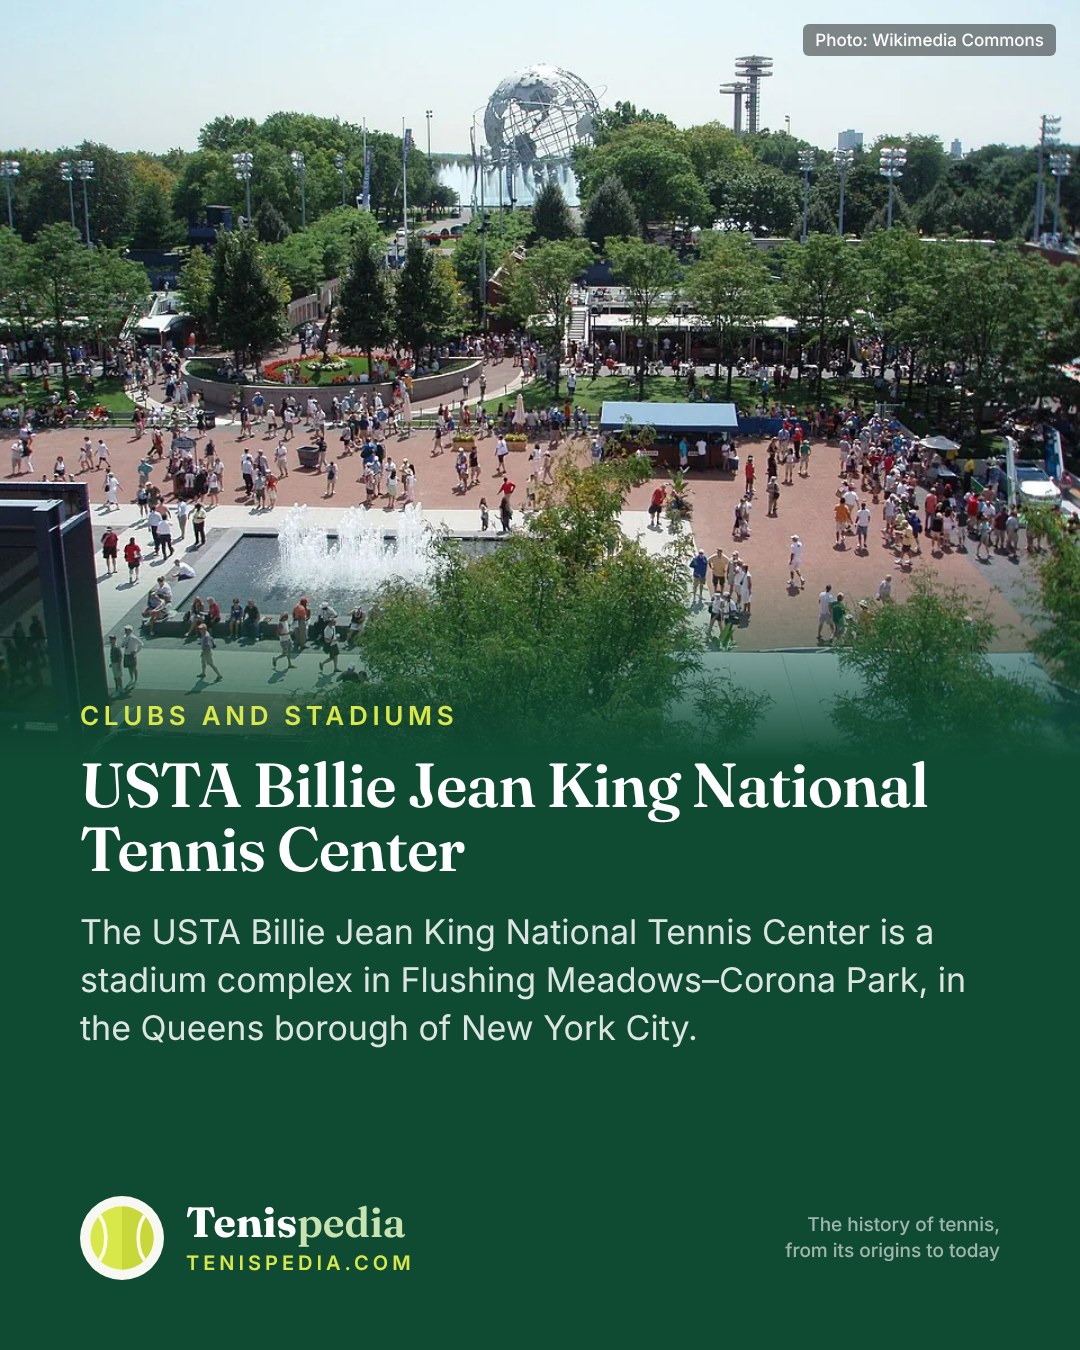 Photo: Wikimedia Commons
CLUBS AND STADIUMS
USTA Billie Jean King National
Tennis Center
The USTA Billie Jean King National Tennis Center is a
stadium complex in Flushing Meadows–Corona Park, in
the Queens borough of New York City.
Tenispedia
TENISPEDIA.COM
The history of tennis,
from its origins to today